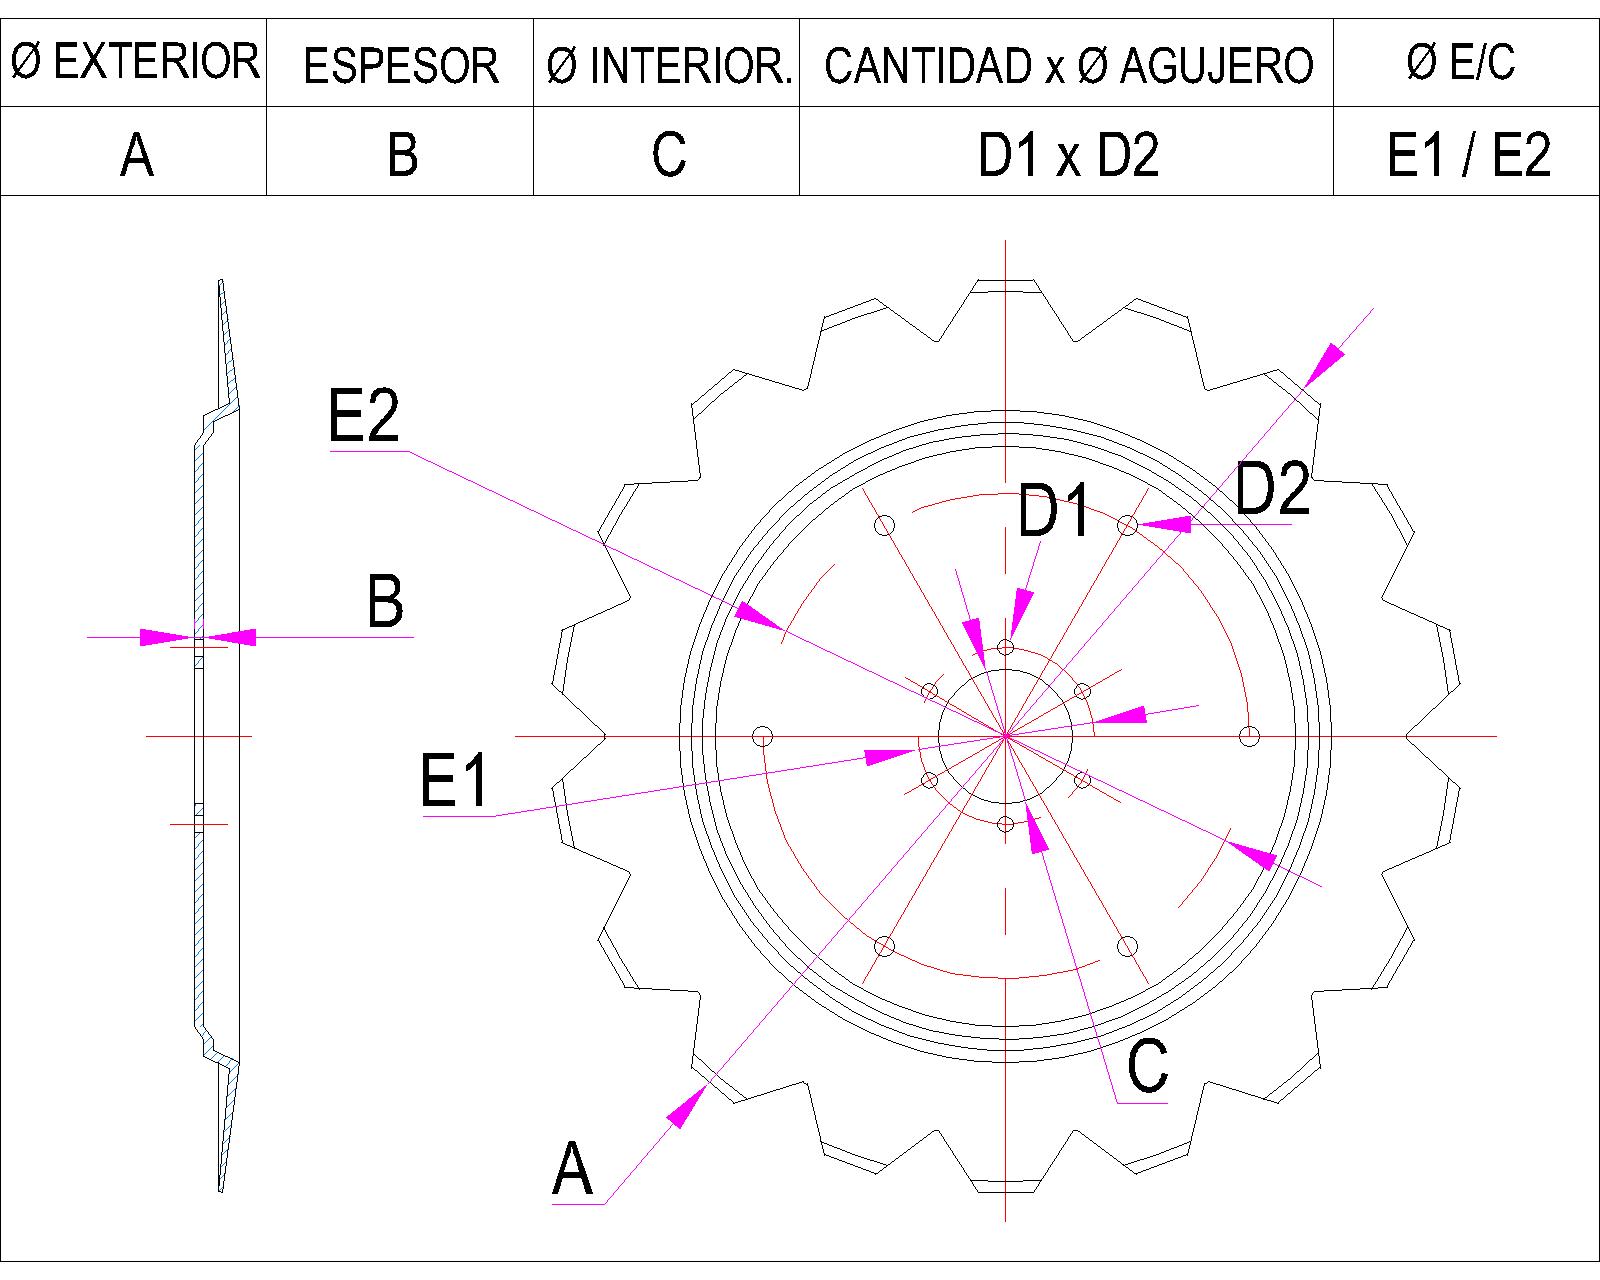 Ø EXTERIOR ESPESOR Ø INTERIOR. CANTIDAD x Ø AGUJERO Ø E/C
A B C D1 x D2 E1 / E2
E2
D2
D1
B
E1
C
A